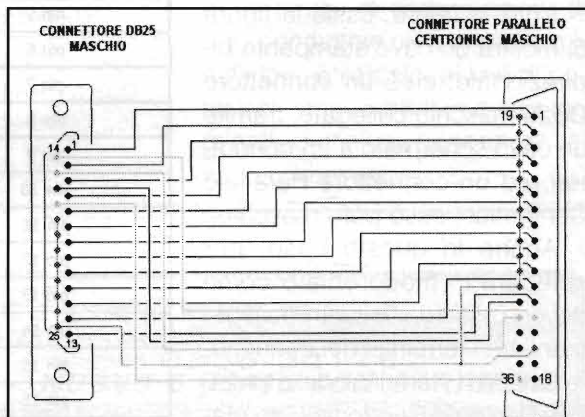 CONNETTORE DB25
MASCHIO
CONNETTORE PARALLELO
CENTRONICS MASCHIO
14
1
25
13
19
1
36
18